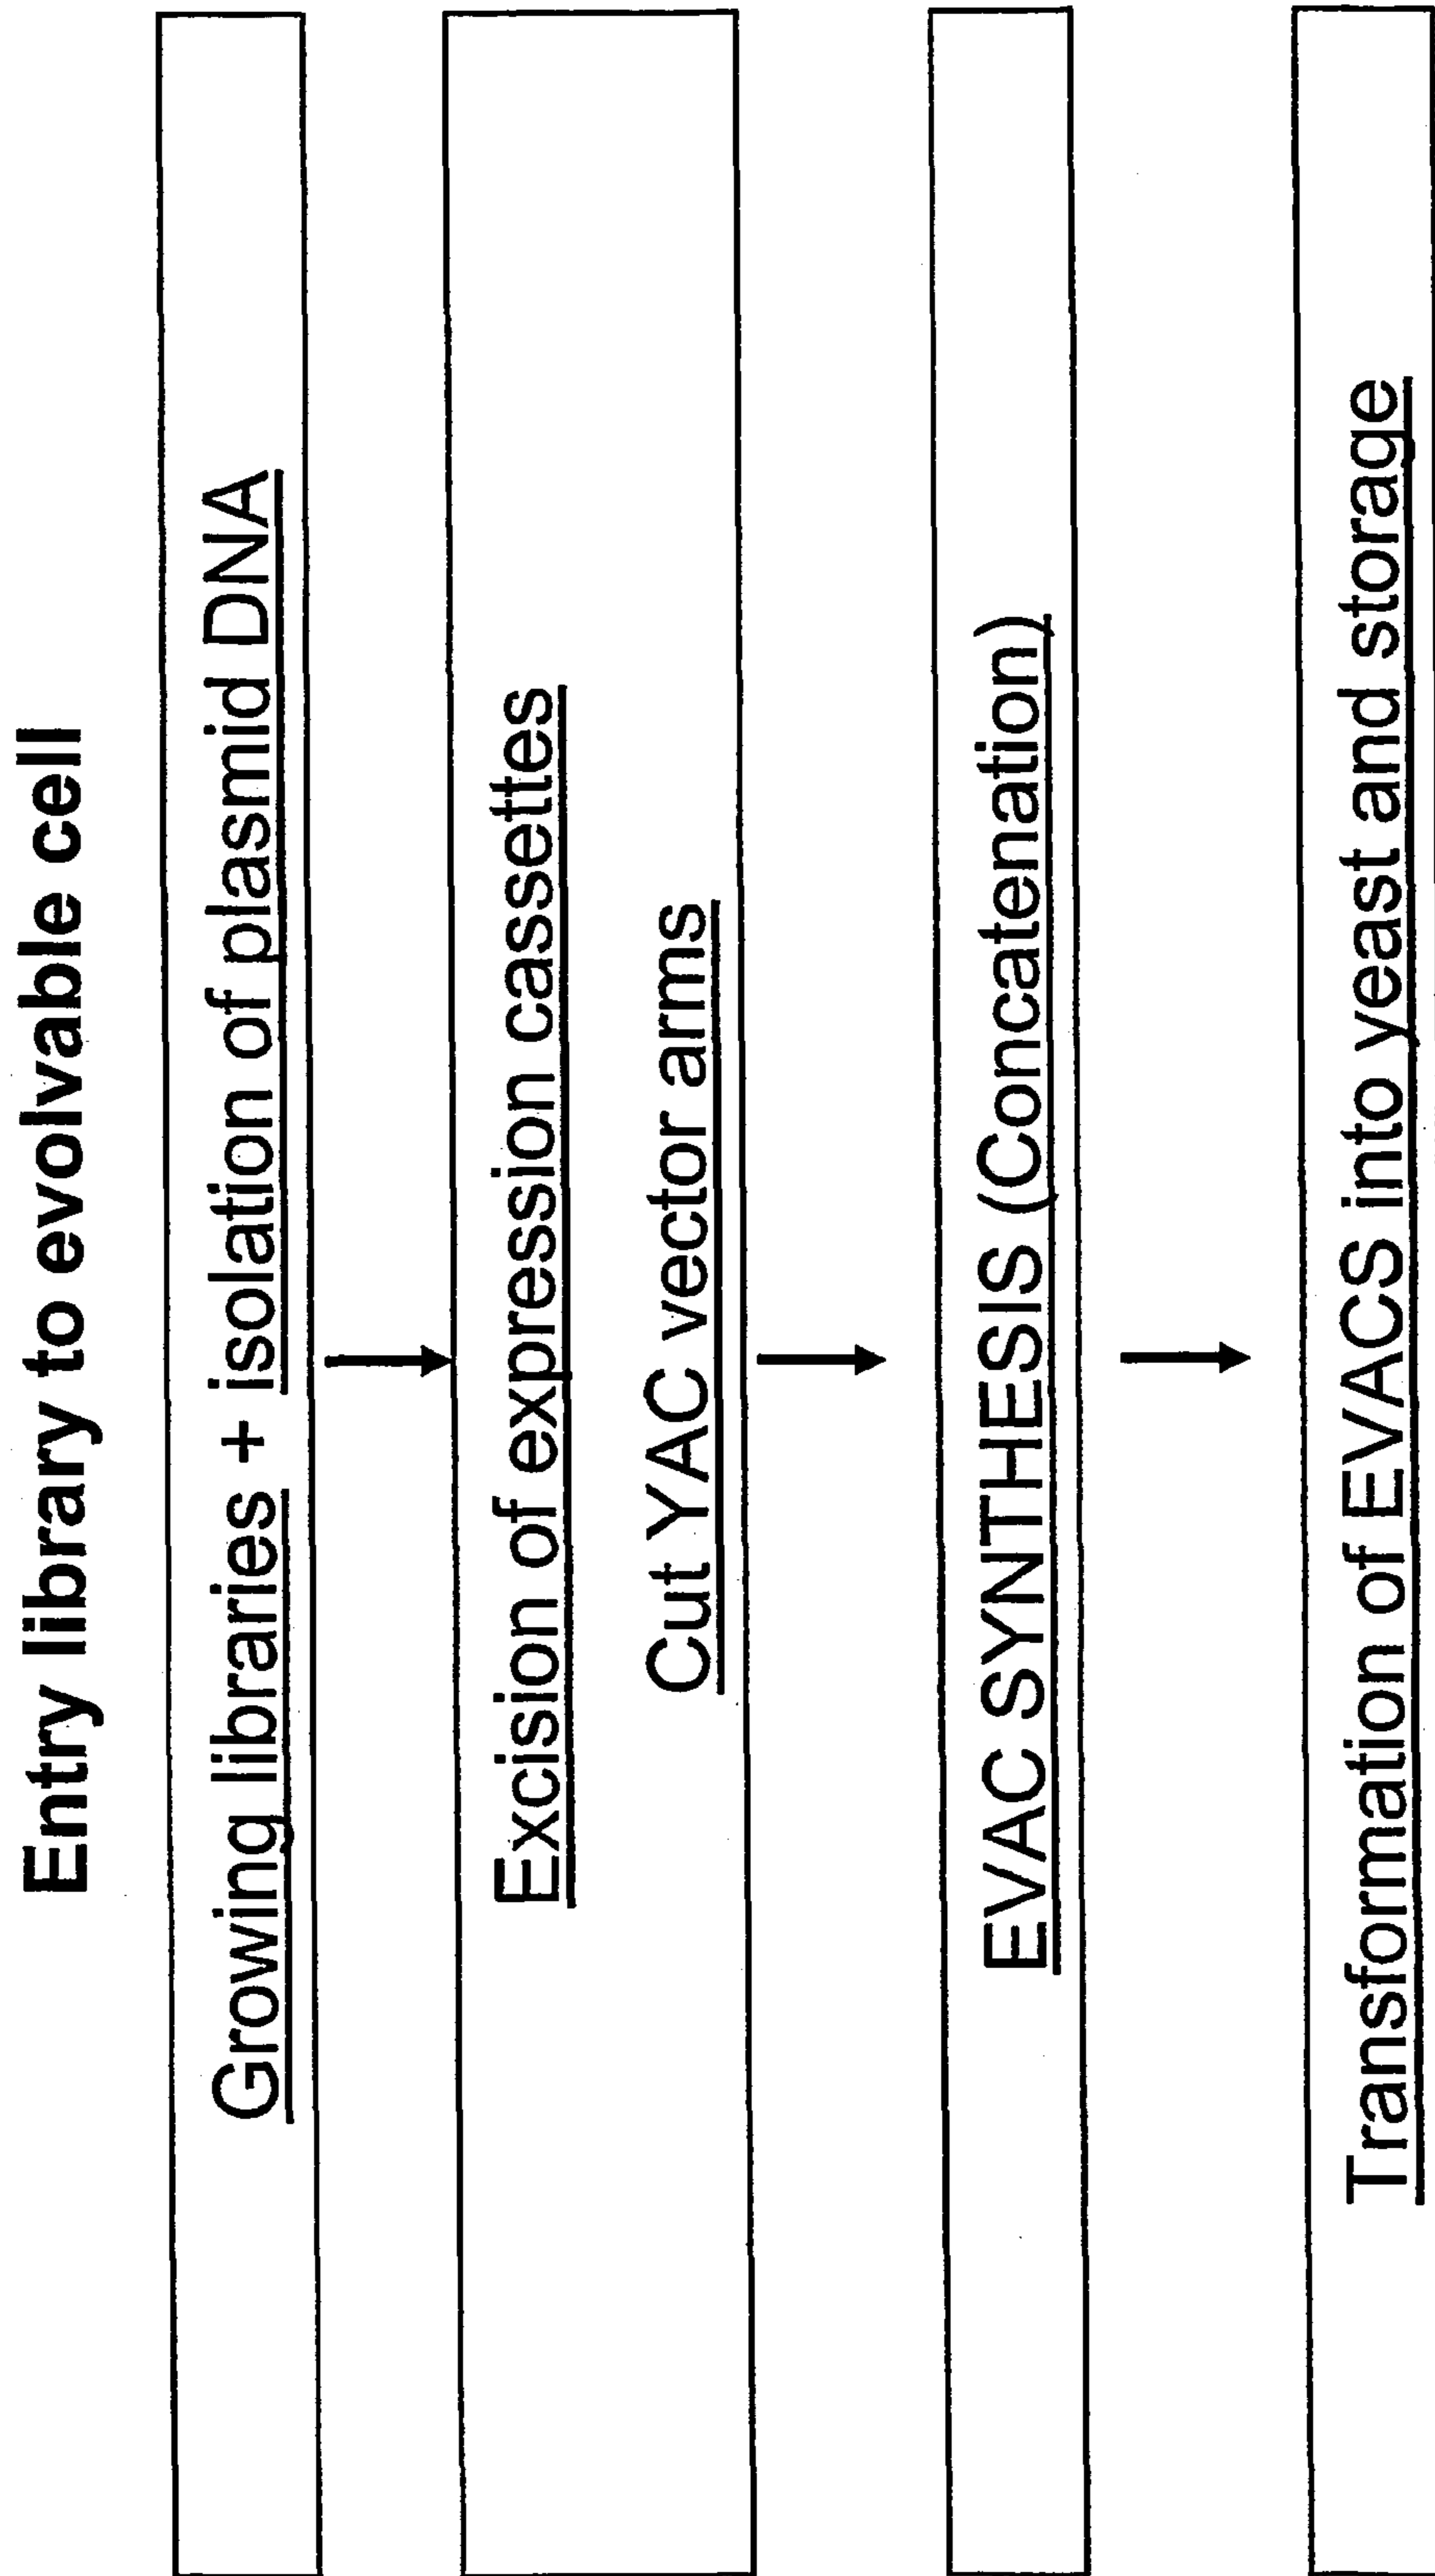 Entry library to evolvable cell
Growing libraries + isolation of plasmid DNA
Excision of expression cassettes
Cut YAC vector arms
EVAC SYNTHESIS (Concatenation)
Transformation of EVACS into yeast and storage